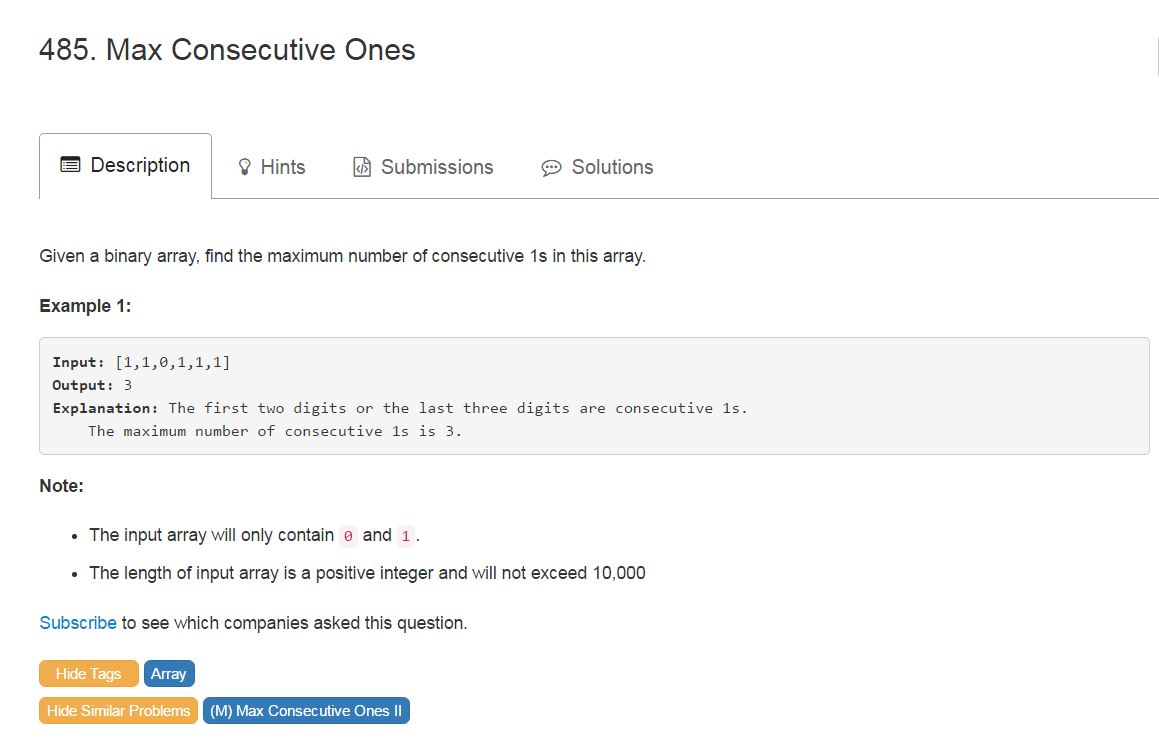 485. Max Consecutive Ones
Description Hints Submissions Solutions
Given a binary array, find the maximum number of consecutive 1s in this array.
Example 1:
Input: [1,1,0,1,1,1]
Output: 3
Explanation: The first two digits or the last three digits are consecutive 1s.
The maximum number of consecutive 1s is 3.
Note:
• The input array will only contain 0 and 1.
• The length of input array is a positive integer and will not exceed 10,000
Subscribe to see which companies asked this question.
Hide Tags Array
Hide Similar Problems (M) Max Consecutive Ones II